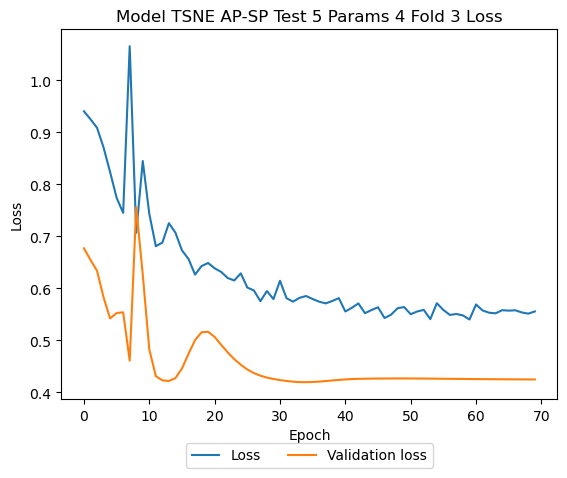 Model TSNE AP-SP Test 5 Params 4 Fold 3 Loss
1.0
0.9
0.8
0.7
0.6
0.5
0.4
Loss
0 10 20 30 40 50 60 70
Epoch
Loss Validation loss